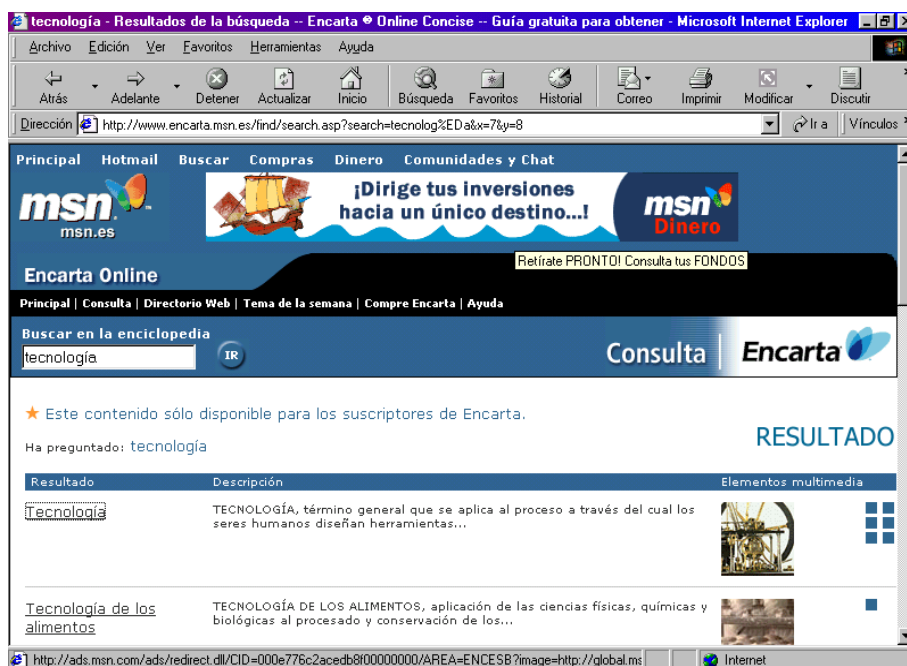 tecnología - Resultados de la búsqueda -- Encarta ® Online Concise -- Guía gratuita para obtener - Microsoft Internet Explorer
Archivo Edición Ver Favoritos Herramientas Ayuda
Atrás Adelante Detener Actualizar Inicio Búsqueda Favoritos Historial Correo Imprimir Modificar Discutir
Dirección http://www.encarta.msn.es/find/search.asp?search=tecnolog%EDa&x=7&y=8 Ir a Vínculos
Principal Hotmail Buscar Compras Dinero Comunidades y Chat
msn
msn.es
¡Dirige tus inversiones
hacia un único destino...!
msn
Dinero
Retírate PRONTO! Consulta tus FONDOS
Encarta Online
Principal | Consulta | Directorio Web | Tema de la semana | Compre Encarta | Ayuda
Buscar en la enciclopedia
tecnología IR
Consulta Encarta
Este contenido sólo disponible para los suscriptores de Encarta.
RESULTADO
Ha preguntado: tecnología
Resultado Descripción Elementos multimedia
Tecnología
TECNOLOGÍA, término general que se aplica al proceso a través del cual los
seres humanos diseñan herramientas...
Tecnología de los
alimentos
TECNOLOGÍA DE LOS ALIMENTOS, aplicación de las ciencias físicas, químicas y
biológicas al procesado y conservación de los...
http://ads.msn.com/ads/redirect.dll/CID=000e776c2acedb8f00000000/AREA=ENCESB?image=http://global.ms Internet